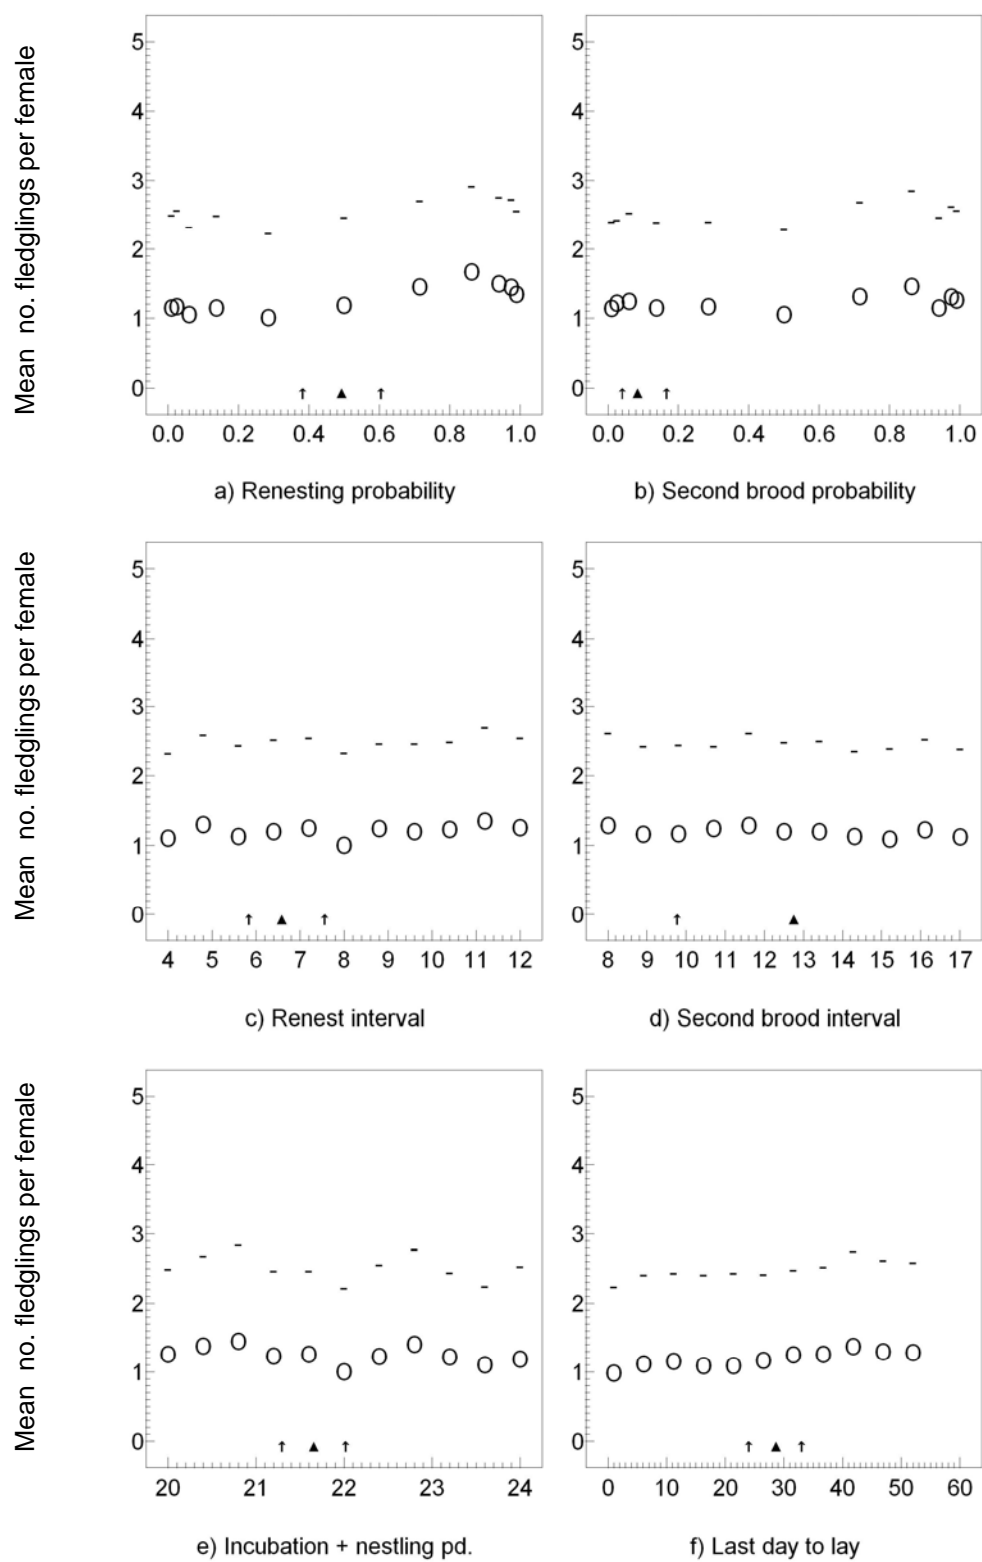 Mean no. fledglings per female
5
4
3
2
1
0
0.0 0.2 0.4 0.6 0.8 1.0
a) Renesting probability
5
4
3
2
1
0
0.0 0.2 0.4 0.6 0.8 1.0
b) Second brood probability
Mean no. fledglings per female
5
4
3
2
1
0
4 5 6 7 8 9 10 11 12
c) Renest interval
5
4
3
2
1
0
8 9 10 11 12 13 14 15 16 17
d) Second brood interval
Mean no. fledglings per female
5
4
3
2
1
0
20 21 22 23 24
e) Incubation + nestling pd.
5
4
3
2
1
0
0 10 20 30 40 50 60
f) Last day to lay